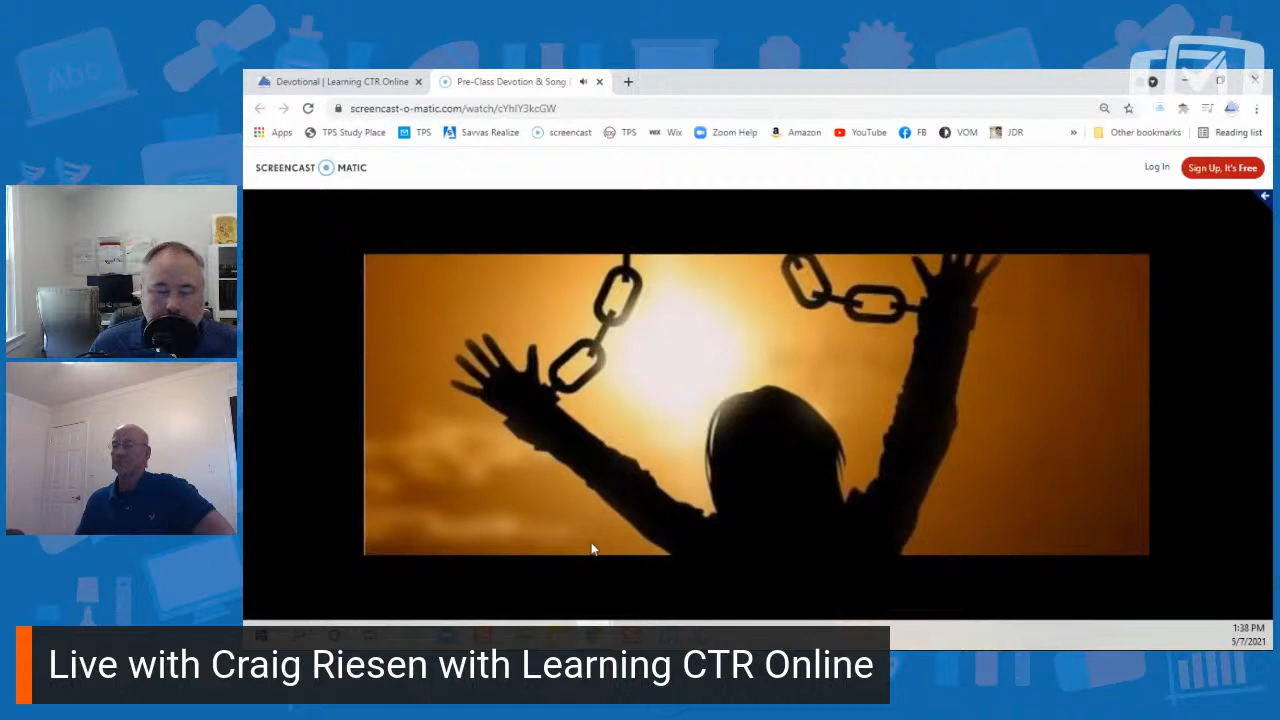 Abc
Devotional | Learning CTR Online
Pre-Class Devotion & Song
screencast-o-matic.com/watch/cYhIY3kcGW
Apps TPS Study Place TPS Savvas Realize screencast TPS Wix Zoom Help Amazon YouTube FB VOM JDR » Other bookmarks Reading list
SCREENCAST MATIC
Log In
Sign Up, It's Free
1:38 PM
5/7/2021
Live with Craig Riesen with Learning CTR Online